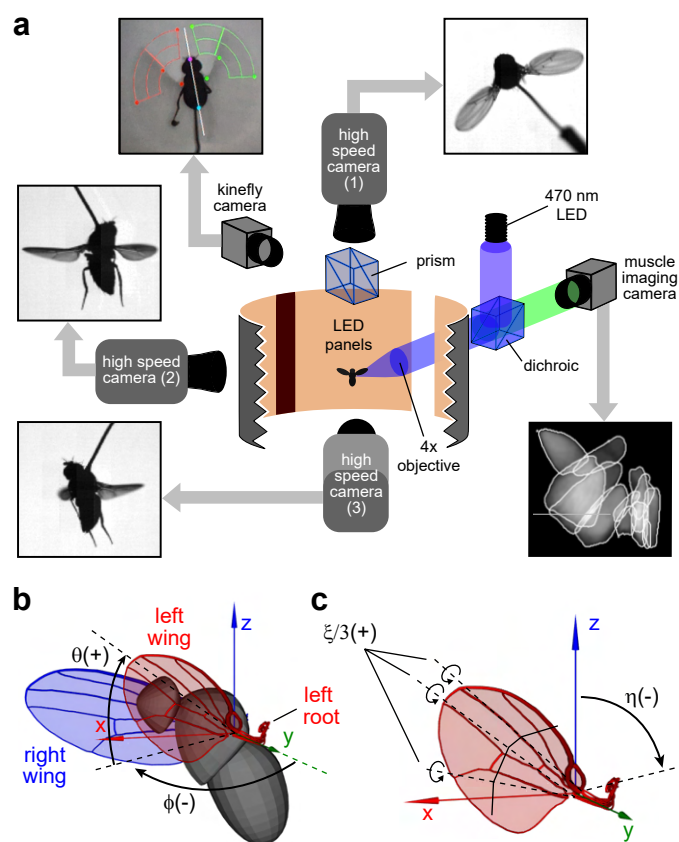 a
high
speed
camera
(1)
kinefly
camera
470 nm
LED
prism
muscle
imaging
camera
LED
panels
high speed
camera (2)
dichroic
4x
objective
high
speed
camera
(3)
b
left
wing
z
θ(+)
left
root
x
y
right
wing
ϕ(-)
c
ξ/3(+)
z
η(-)
x
y